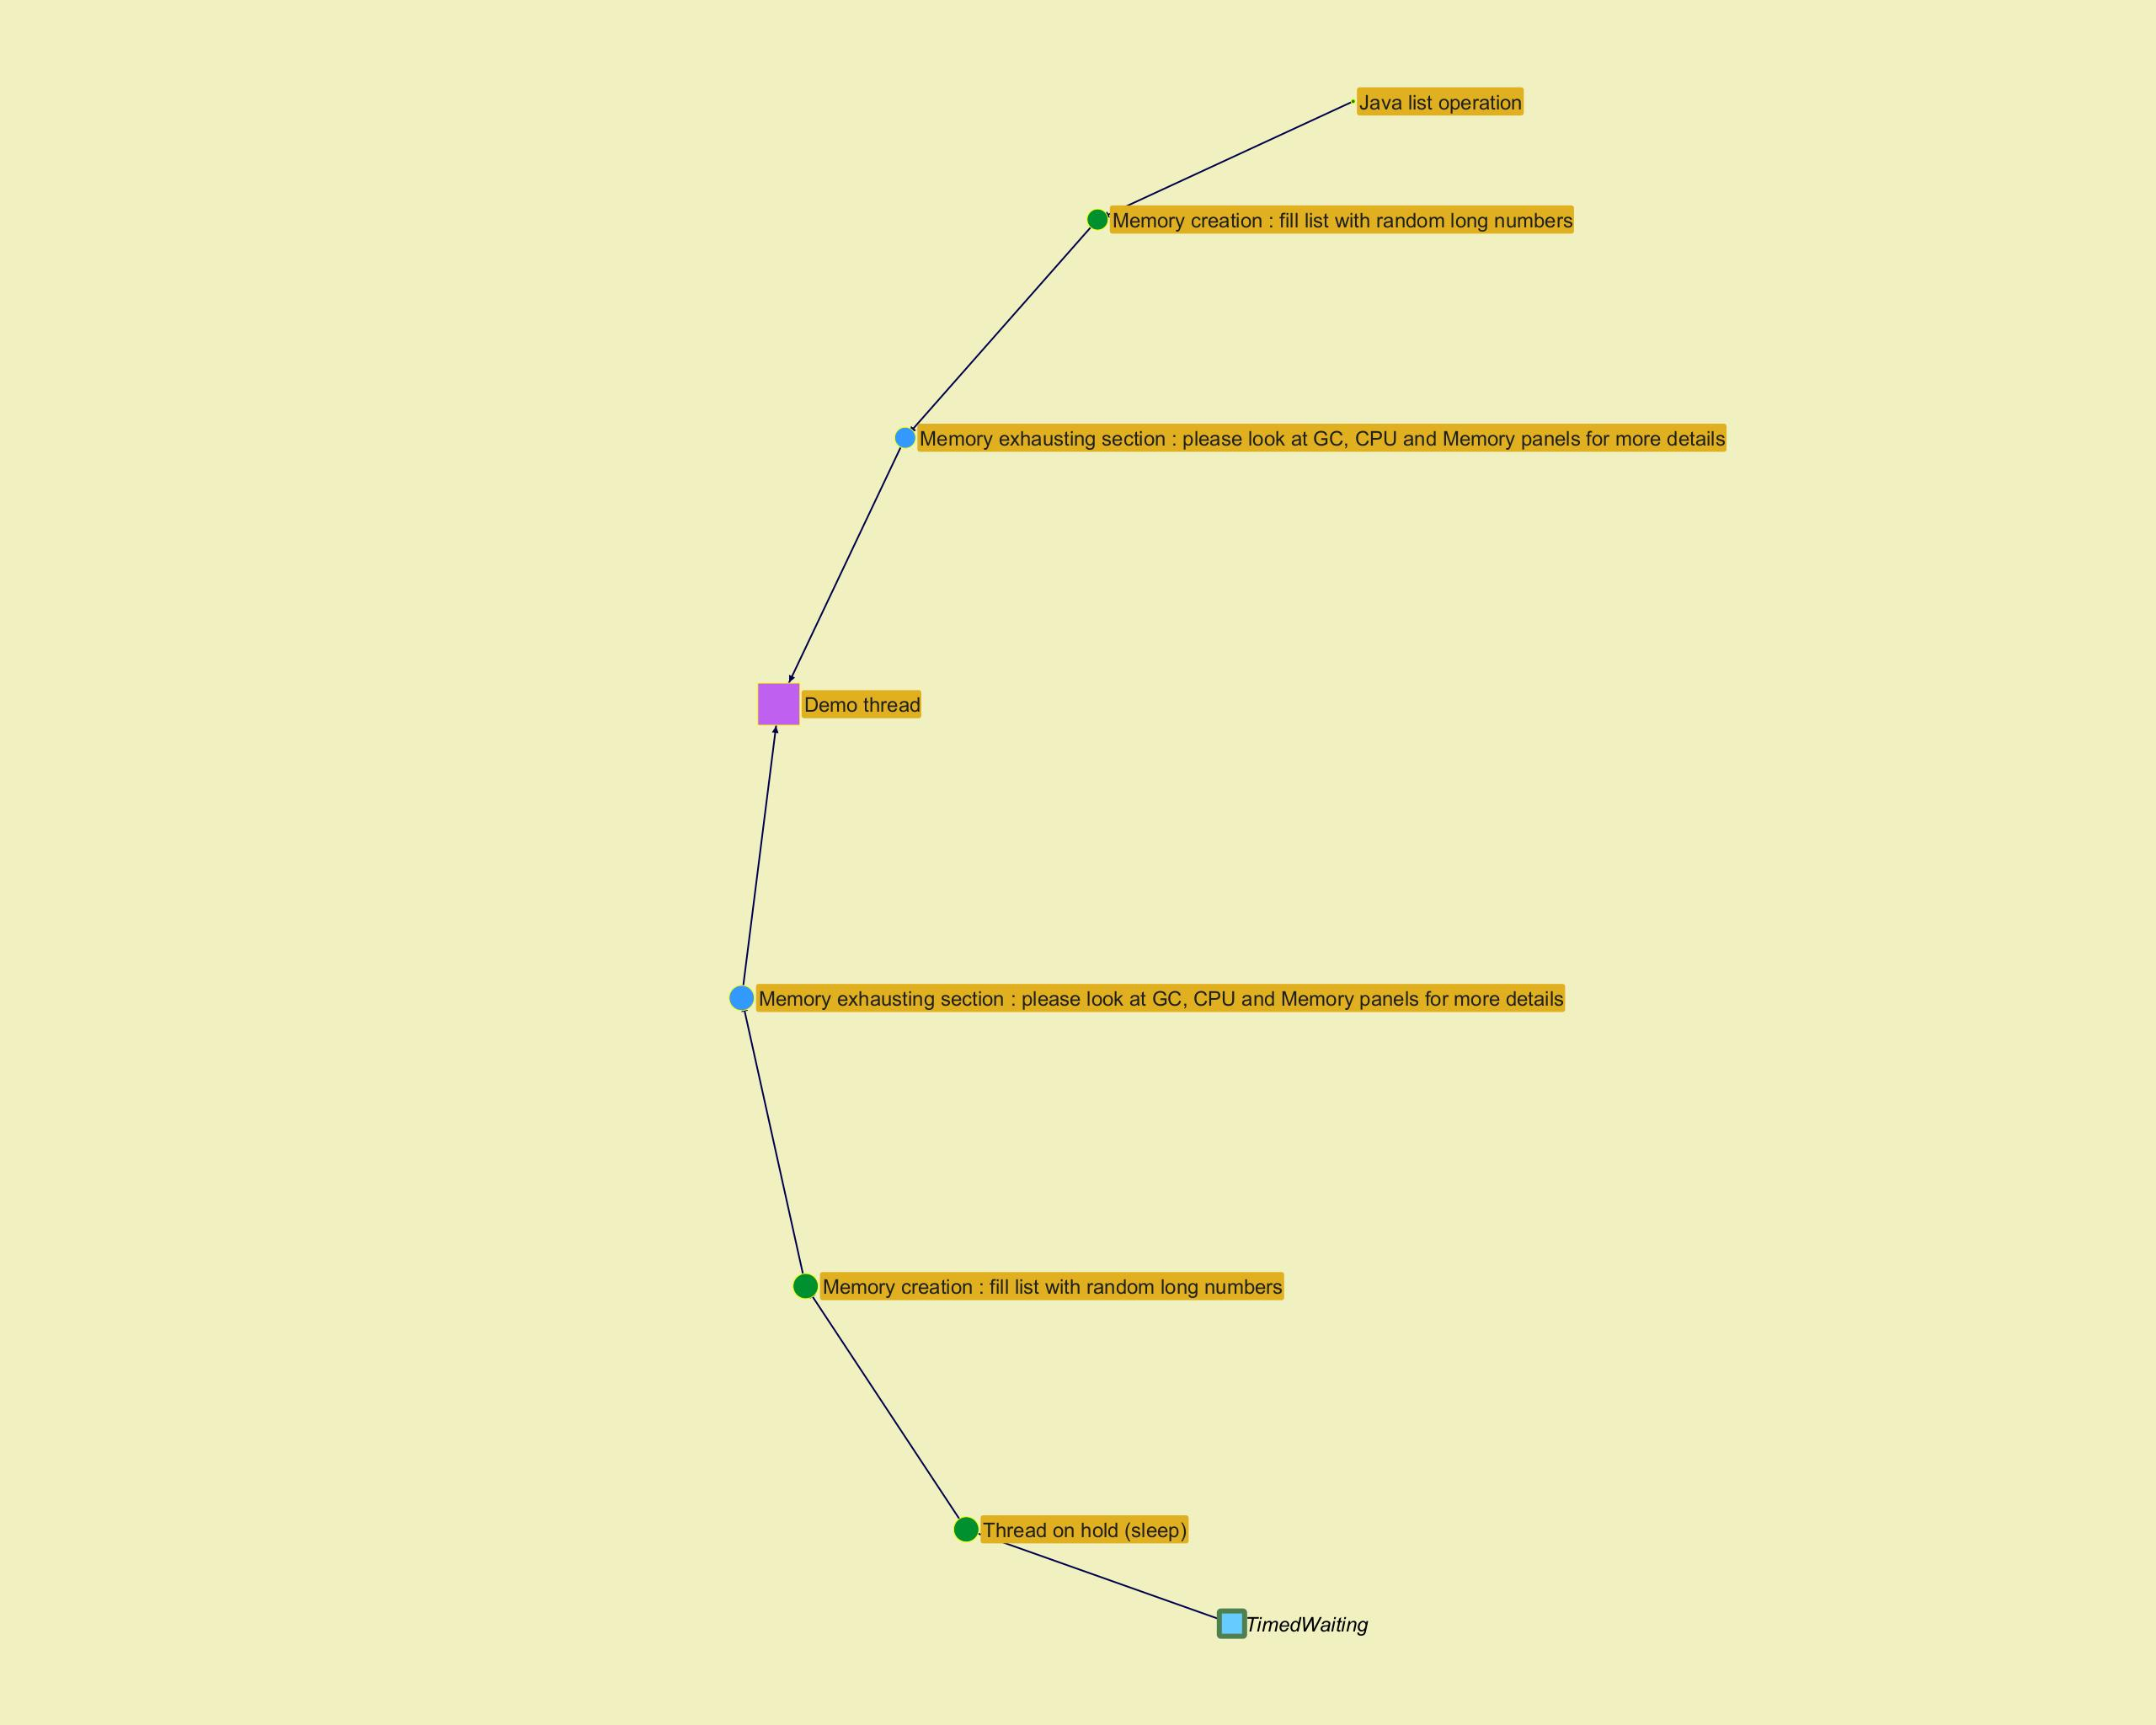 Java list operation
Memory creation : fill list with random long numbers
Memory exhausting section : please look at GC, CPU and Memory panels for more details
Demo thread
Memory exhausting section : please look at GC, CPU and Memory panels for more details
Memory creation : fill list with random long numbers
Thread on hold (sleep)
TimedWaiting